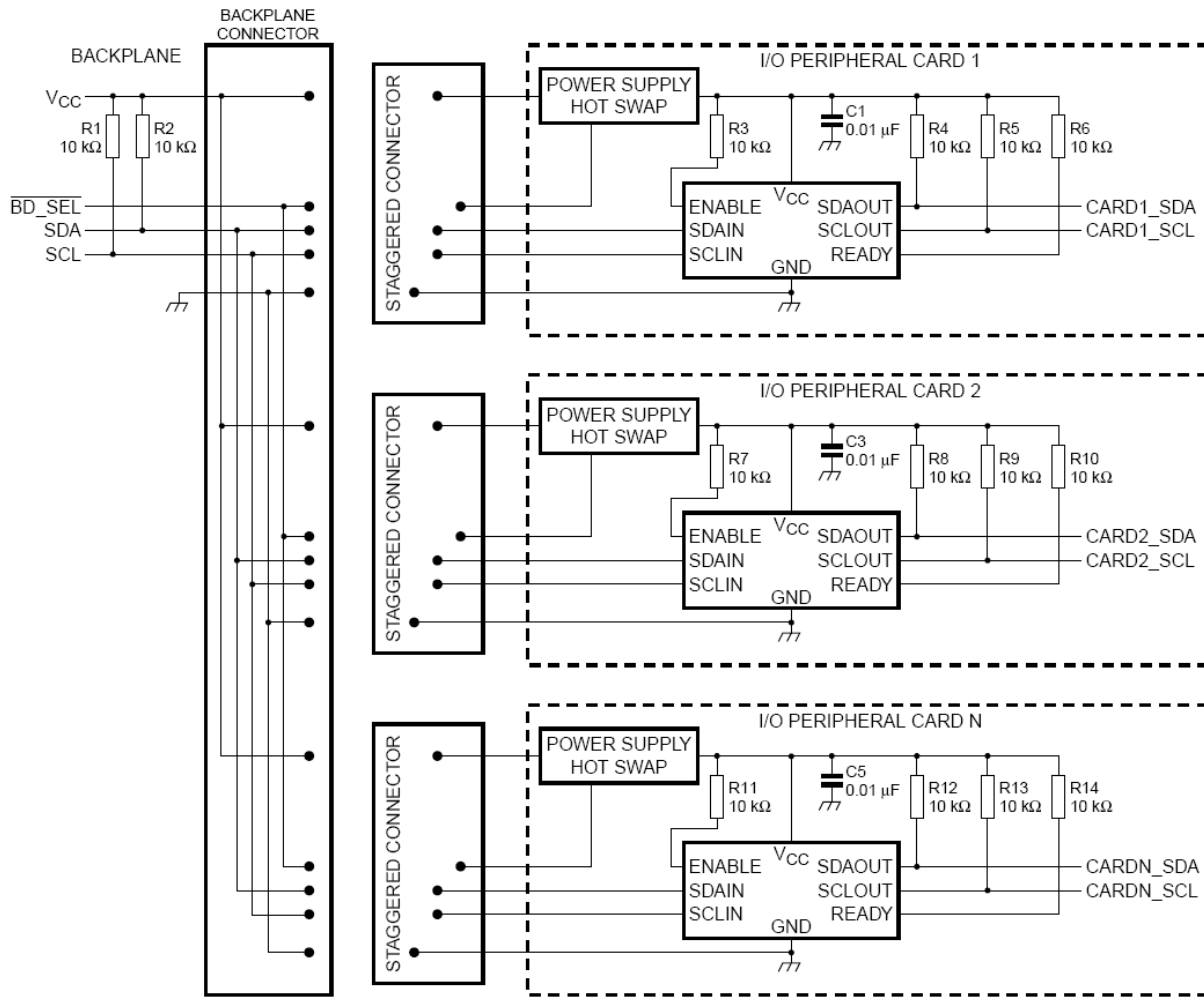 BACKPLANE
CONNECTOR
BACKPLANE
VCC
R1
10 kΩ
R2
10 kΩ
BD_SEL
SDA
SCL
STAGGERED CONNECTOR
I/O PERIPHERAL CARD 1
POWER SUPPLY
HOT SWAP
R3
10 kΩ
C1
0.01 μF
R4
10 kΩ
R5
10 kΩ
R6
10 kΩ
VCC
ENABLE
SDAIN
SCLIN
SDAOUT
SCLOUT
READY
GND
CARD1_SDA
CARD1_SCL
STAGGERED CONNECTOR
I/O PERIPHERAL CARD 2
POWER SUPPLY
HOT SWAP
R7
10 kΩ
C3
0.01 μF
R8
10 kΩ
R9
10 kΩ
R10
10 kΩ
VCC
ENABLE
SDAIN
SCLIN
SDAOUT
SCLOUT
READY
GND
CARD2_SDA
CARD2_SCL
STAGGERED CONNECTOR
I/O PERIPHERAL CARD N
POWER SUPPLY
HOT SWAP
R11
10 kΩ
C5
0.01 μF
R12
10 kΩ
R13
10 kΩ
R14
10 kΩ
VCC
ENABLE
SDAIN
SCLIN
SDAOUT
SCLOUT
READY
GND
CARDN_SDA
CARDN_SCL